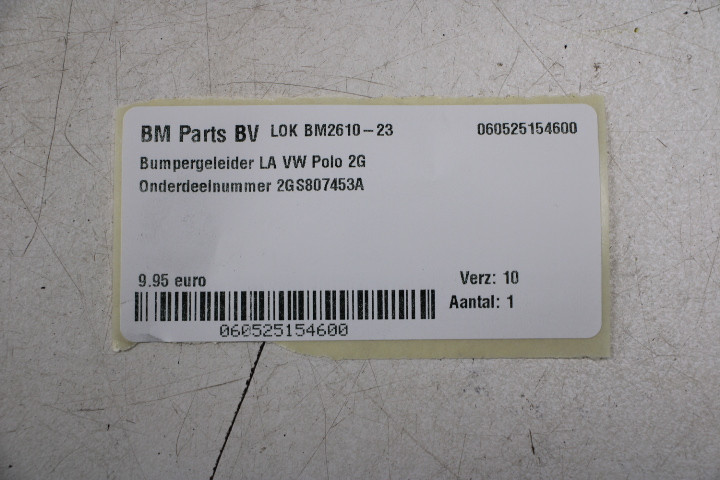 BM Parts BV LOK BM2610-23 060525154600
Bumpergeleider LA VW Polo 2G
Onderdeelnummer 2GS807453A
9.95 euro Verz: 10
Aantal: 1
060525154600